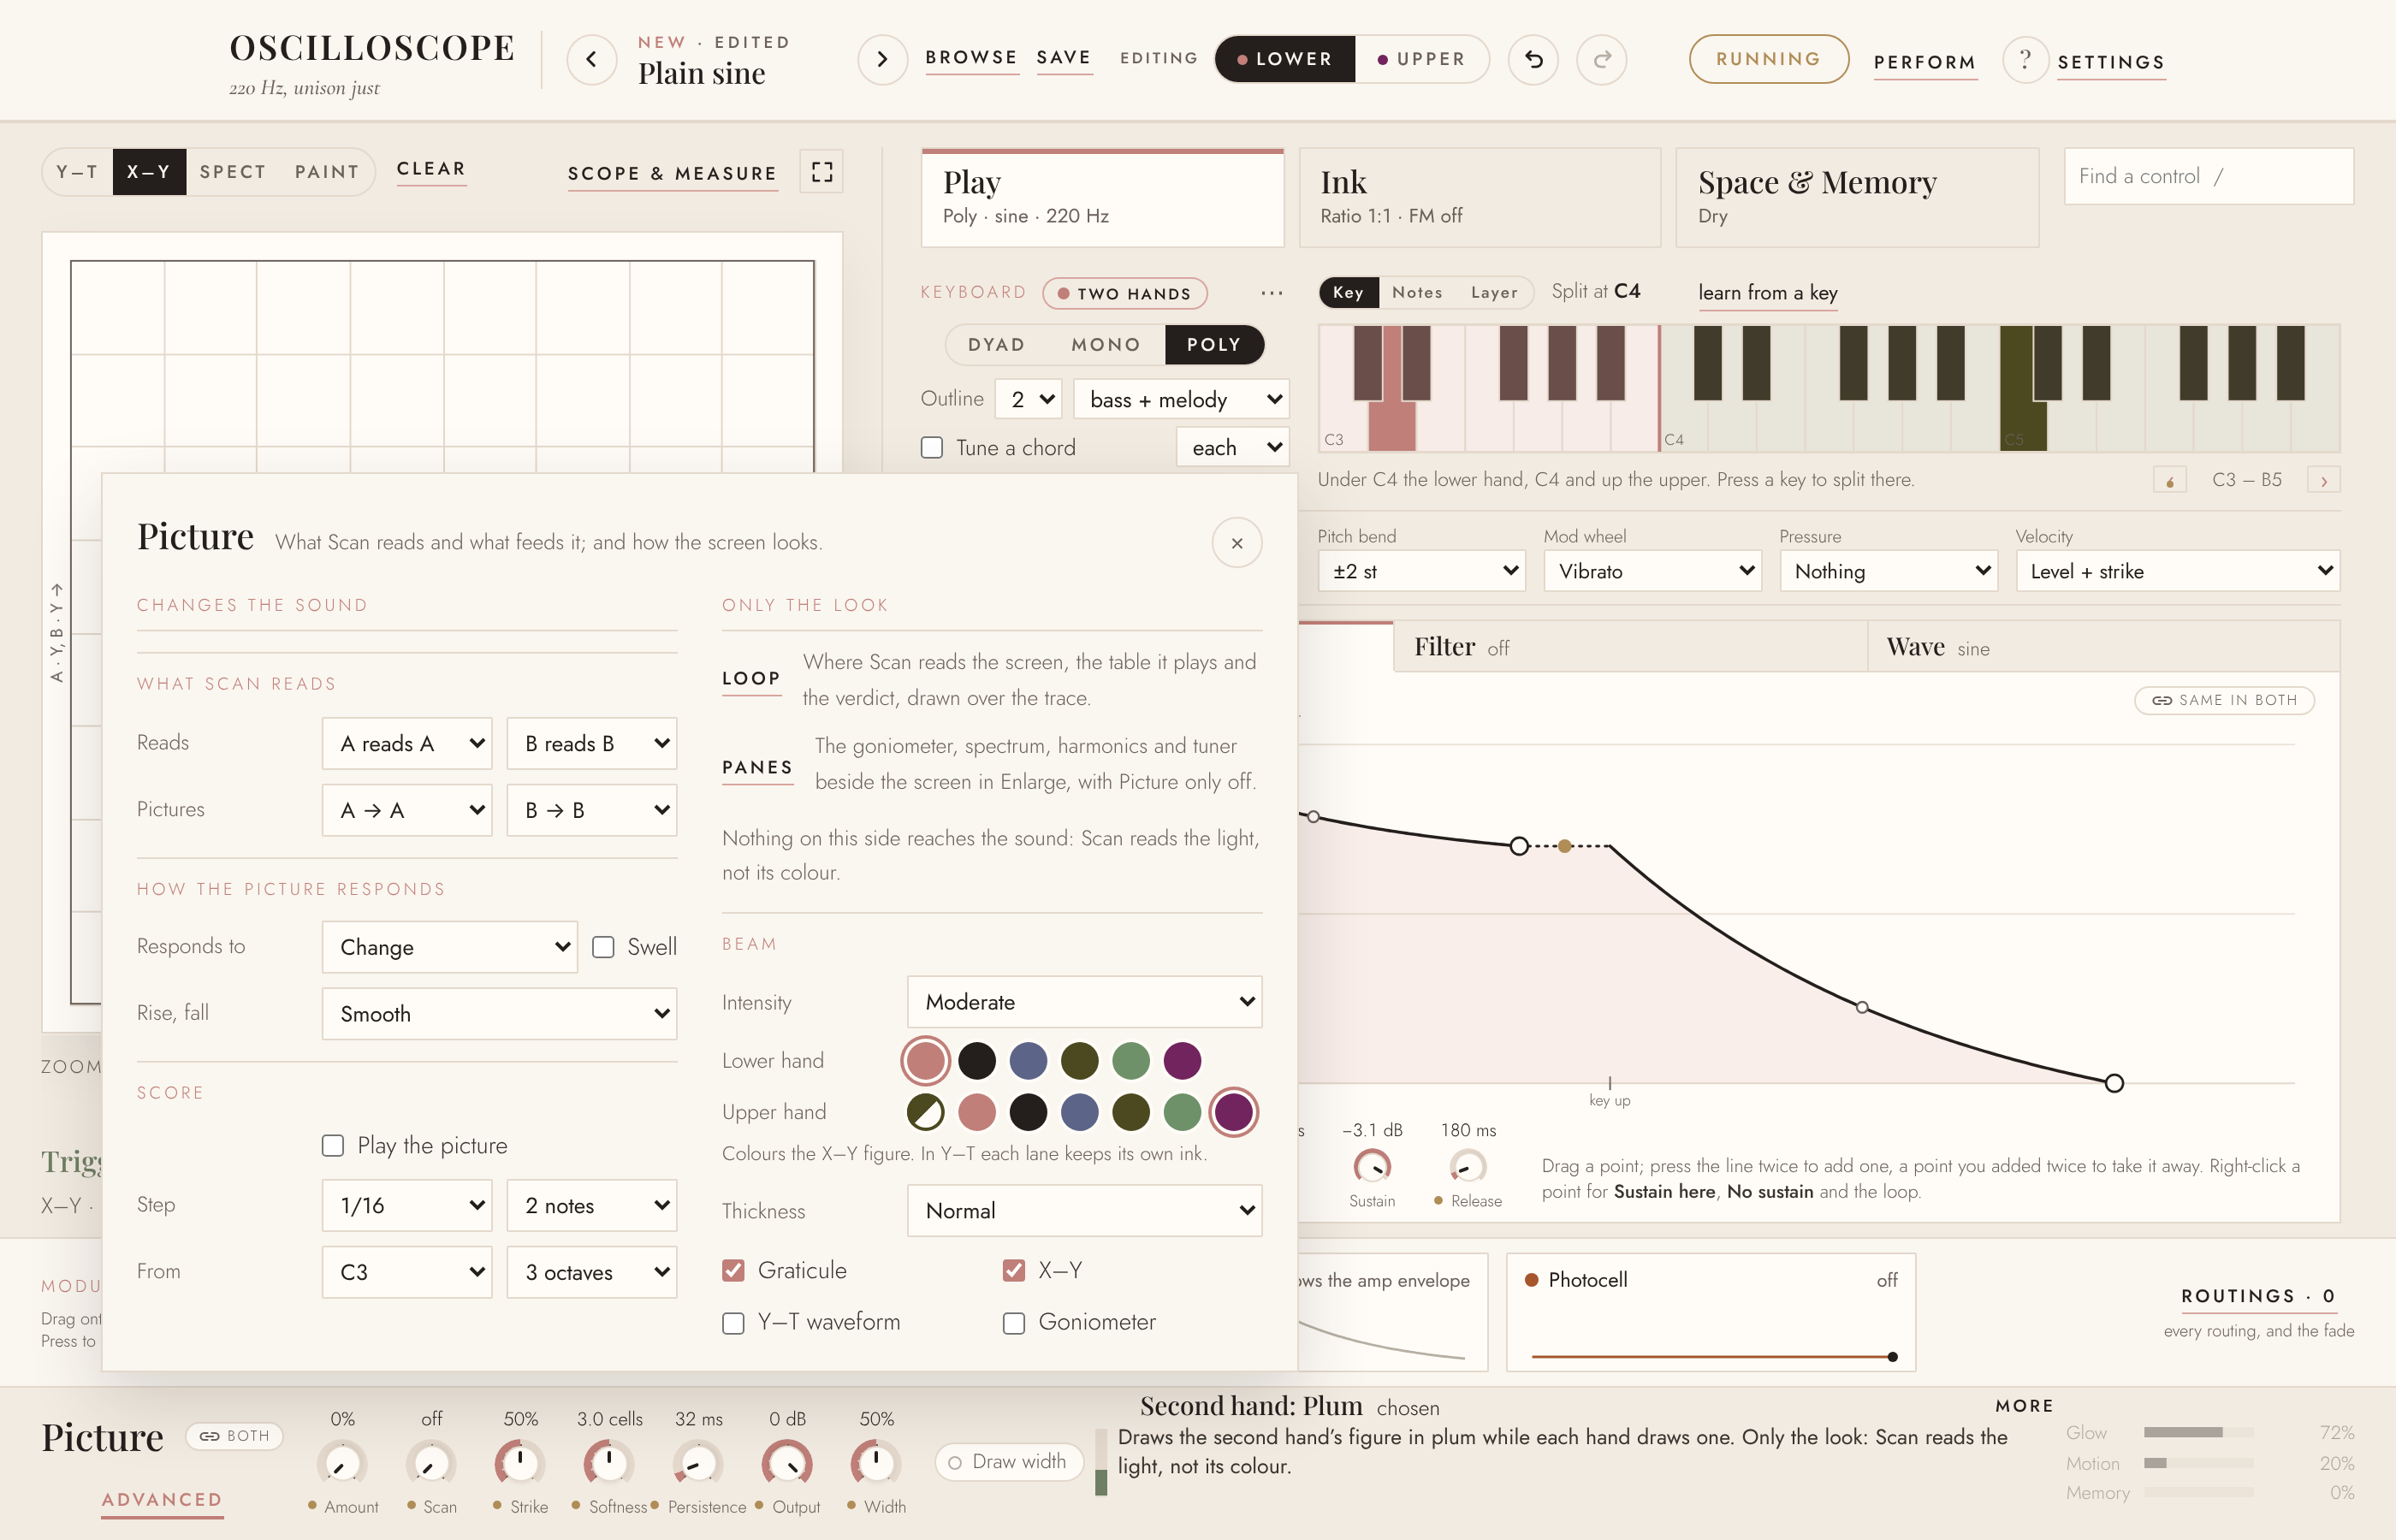 OSCILLOSCOPE
220 Hz, unison just
NEW · EDITED
Plain sine
BROWSE
SAVE
EDITING
LOWER
UPPER
RUNNING
PERFORM
?
SETTINGS
Y–T
X–Y
SPECT
PAINT
CLEAR
SCOPE & MEASURE
Play
Poly · sine · 220 Hz
Ink
Ratio 1:1 · FM off
Space & Memory
Dry
Find a control /
KEYBOARD
TWO HANDS
···
Key
Notes
Layer
Split at C4
learn from a key
DYAD
MONO
POLY
Outline
2
bass + melody
Tune a chord
each
C3
C4
C5
Under C4 the lower hand, C4 and up the upper. Press a key to split there.
C3 – B5
A · Y, B · Y →
Picture
What Scan reads and what feeds it; and how the screen looks.
×
CHANGES THE SOUND
WHAT SCAN READS
Reads
A reads A
B reads B
Pictures
A → A
B → B
HOW THE PICTURE RESPONDS
Responds to
Change
Swell
Rise, fall
Smooth
SCORE
Play the picture
Step
1/16
2 notes
From
C3
3 octaves
ONLY THE LOOK
LOOP
Where Scan reads the screen, the table it plays and
the verdict, drawn over the trace.
PANES
The goniometer, spectrum, harmonics and tuner
beside the screen in Enlarge, with Picture only off.
Nothing on this side reaches the sound: Scan reads the light,
not its colour.
BEAM
Intensity
Moderate
Lower hand
Upper hand
Colours the X–Y figure. In Y–T each lane keeps its own ink.
Thickness
Normal
Graticule
X–Y
Y–T waveform
Goniometer
Pitch bend
±2 st
Mod wheel
Vibrato
Pressure
Nothing
Velocity
Level + strike
Filter off
Wave sine
SAME IN BOTH
key up
s
−3.1 dB
Sustain
180 ms
Release
Drag a point; press the line twice to add one, a point you added twice to take it away. Right-click a
point for Sustain here, No sustain and the loop.
ZOOM
Trigg
X–Y ·
MODU
Drag ont
Press to
ows the amp envelope
Photocell
off
ROUTINGS · 0
every routing, and the fade
Picture
BOTH
ADVANCED
0%
Amount
off
Scan
50%
Strike
3.0 cells
Softness
32 ms
Persistence
0 dB
Output
50%
Width
Draw width
Second hand: Plum chosen
Draws the second hand’s figure in plum while each hand draws one. Only the look: Scan reads the
light, not its colour.
MORE
Glow
72%
Motion
20%
Memory
0%